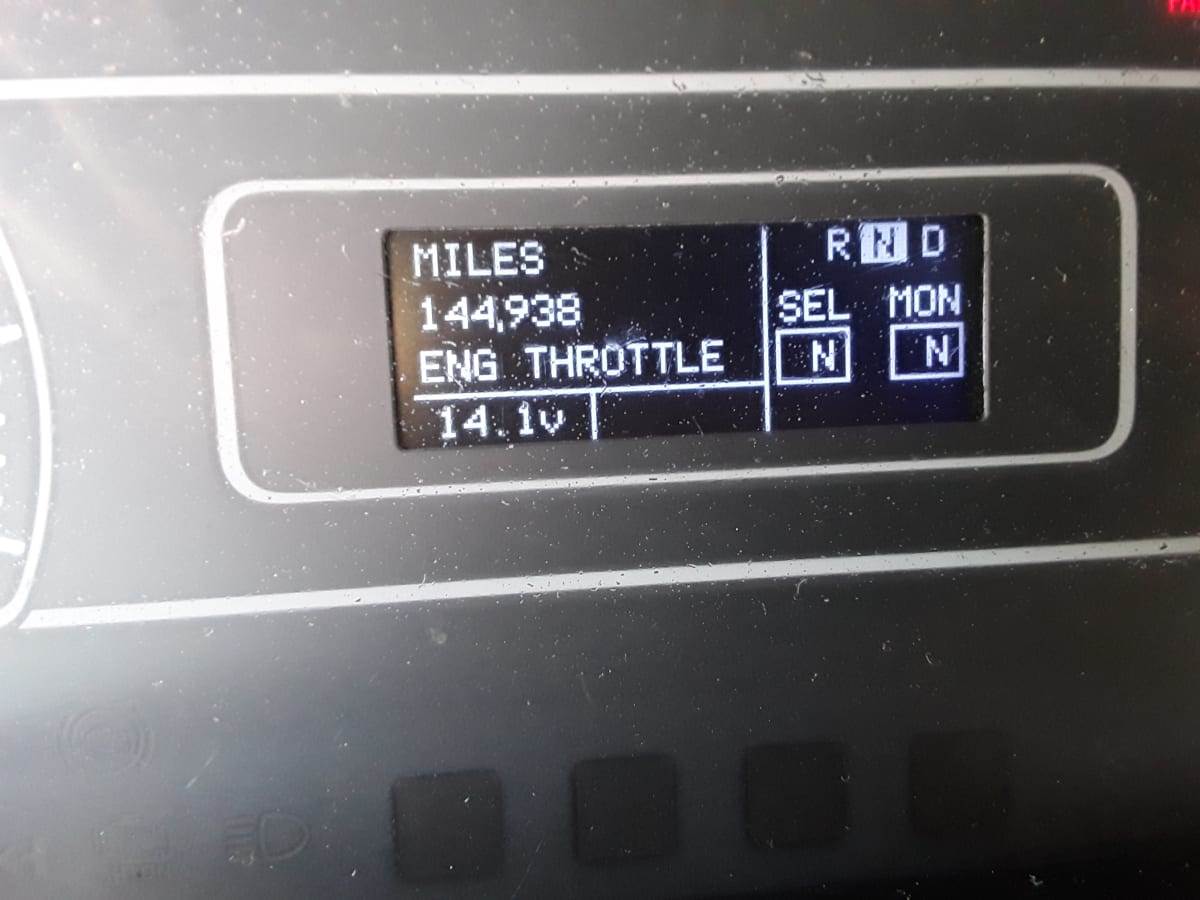 MILES
144,938
ENG THROTTLE
14.1v
R N D
SEL MON
N N